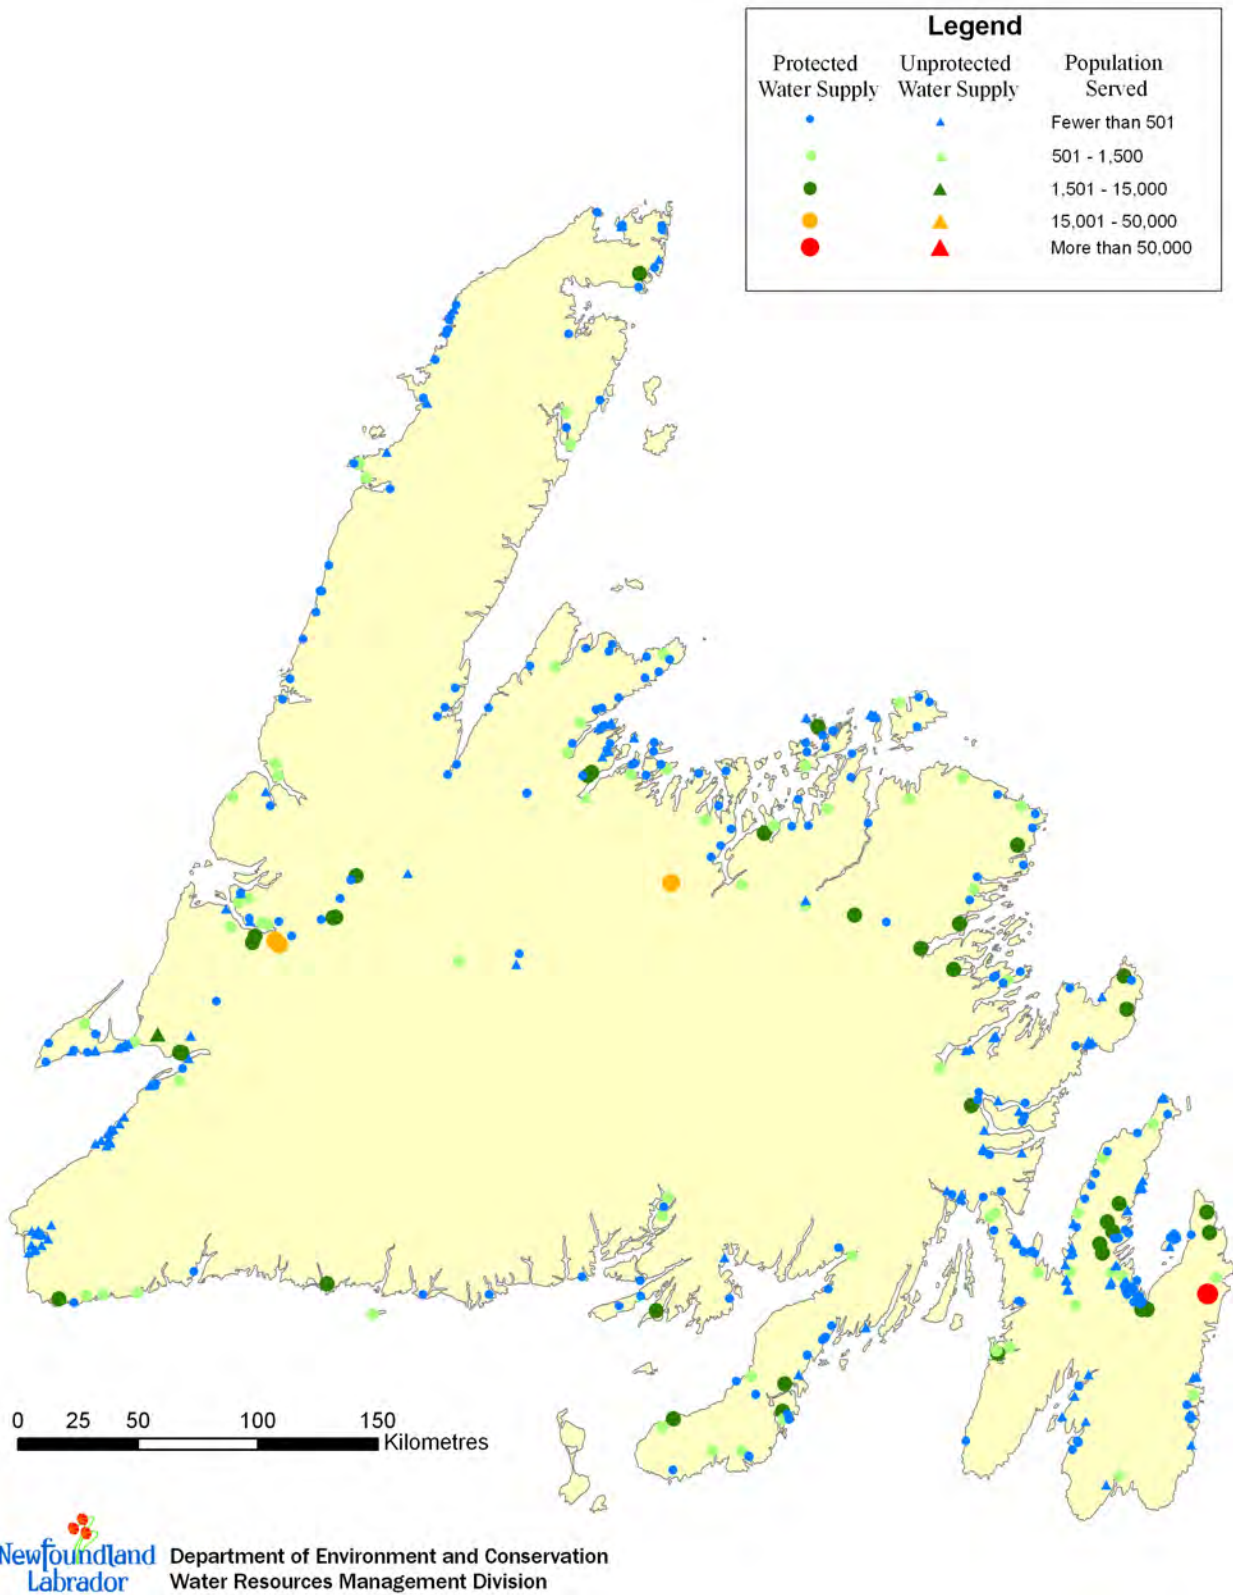 Legend
Protected Water Supply
Unprotected Water Supply
Population Served
Fewer than 501
501 - 1,500
1,501 - 15,000
15,001 - 50,000
More than 50,000
0 25 50 100 150
Kilometres
Newfoundland
Labrador
Department of Environment and Conservation
Water Resources Management Division